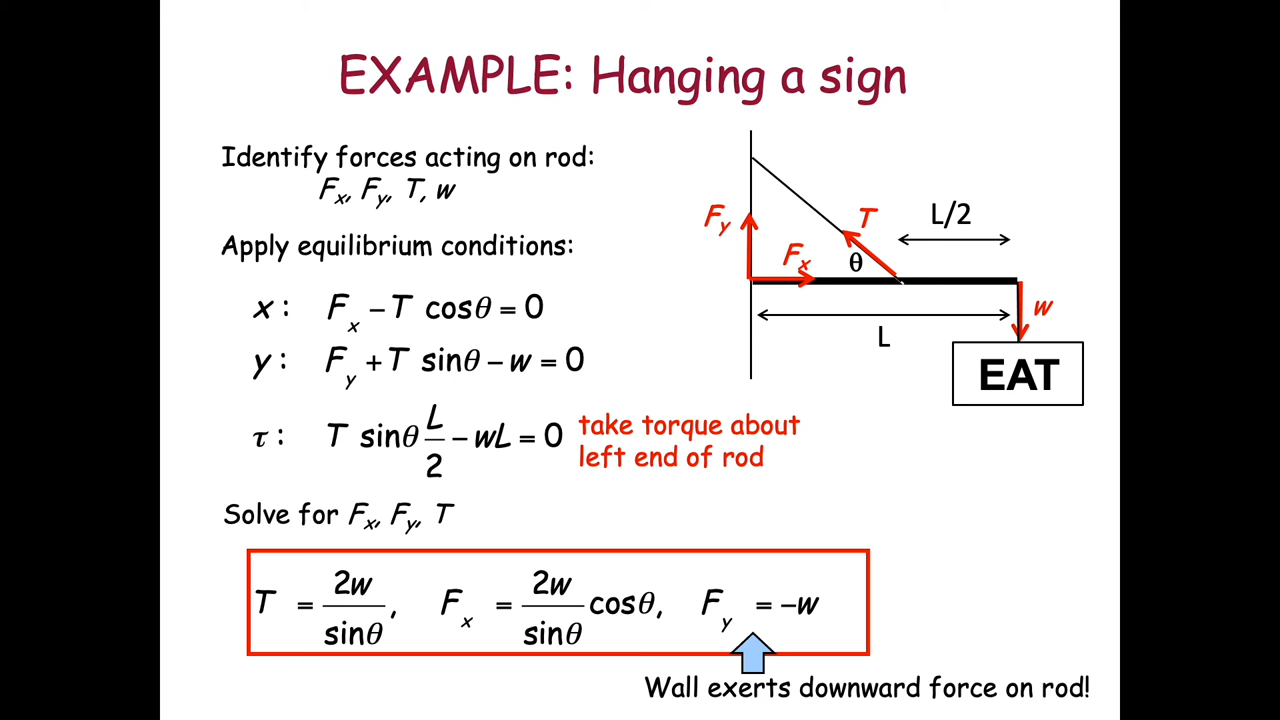 EXAMPLE: Hanging a sign
Identify forces acting on rod:
Fx, Fy, T, w
Apply equilibrium conditions:
x : Fx − T cosθ = 0
y : Fy + T sinθ − w = 0
τ : T sinθ L/2 − wL = 0
take torque about
left end of rod
Solve for Fx, Fy, T
T = 2w/sinθ, Fx = 2w/sinθ cosθ, Fy = −w
Wall exerts downward force on rod!
Fy
T
L/2
Fx
θ
w
L
EAT